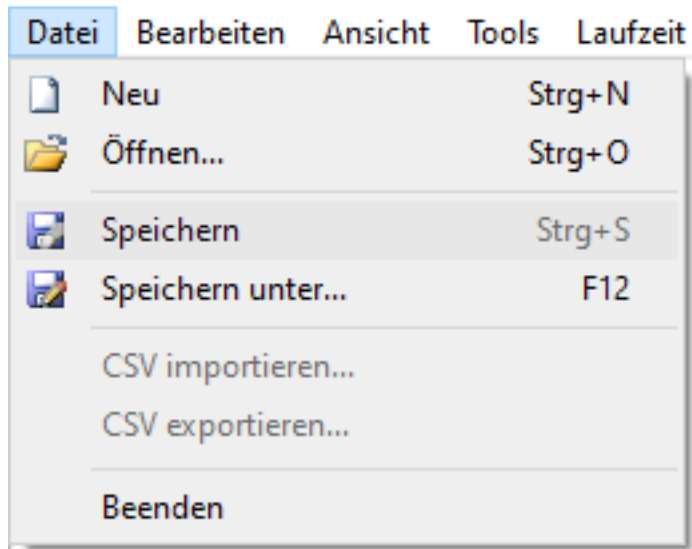 Datei Bearbeiten Ansicht Tools Laufzeit
Neu Strg+N
Öffnen... Strg+O
Speichern Strg+S
Speichern unter... F12
CSV importieren...
CSV exportieren...
Beenden